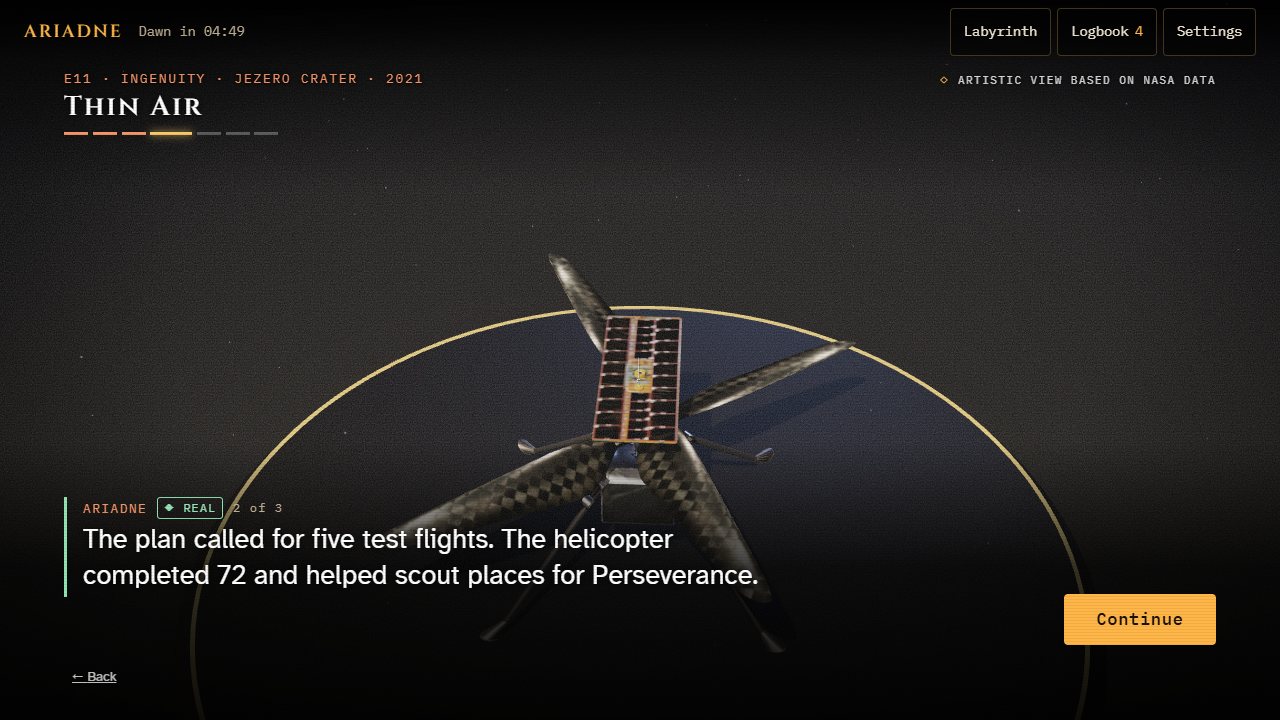 ARIADNE Dawn in 04:49
Labyrinth
Logbook 4
Settings
E11 · INGENUITY · JEZERO CRATER · 2021
◇ ARTISTIC VIEW BASED ON NASA DATA
Thin Air
ARIADNE ◆ REAL 2 of 3
The plan called for five test flights. The helicopter
completed 72 and helped scout places for Perseverance.
Continue
← Back